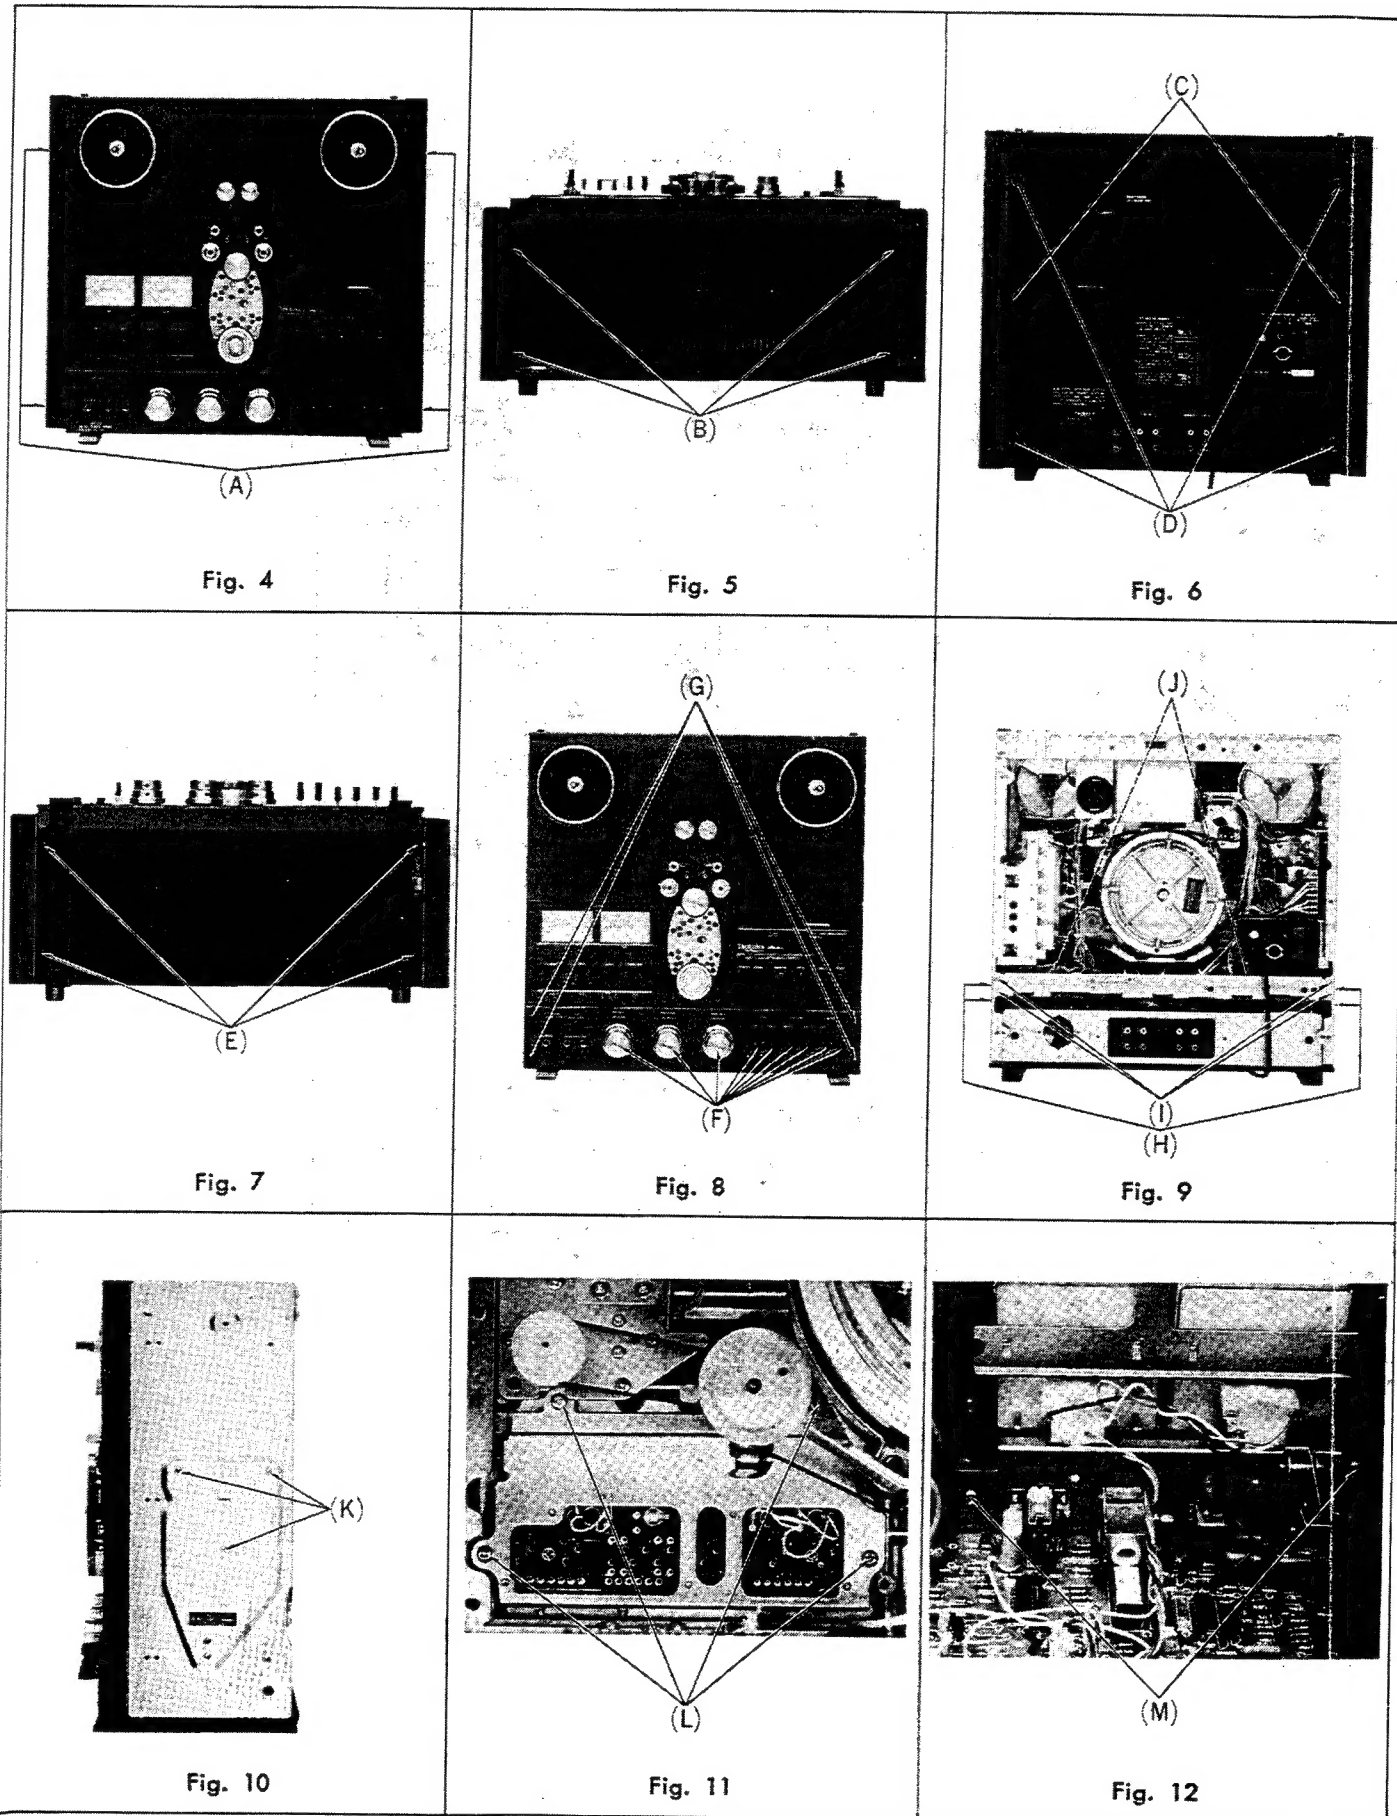 (A)
Fig. 4
(B)
Fig. 5
(C)
(D)
Fig. 6
(E)
Fig. 7
(G)
(F)
Fig. 8
(J)
(I)
(H)
Fig. 9
(K)
Fig. 10
(L)
Fig. 11
(M)
Fig. 12